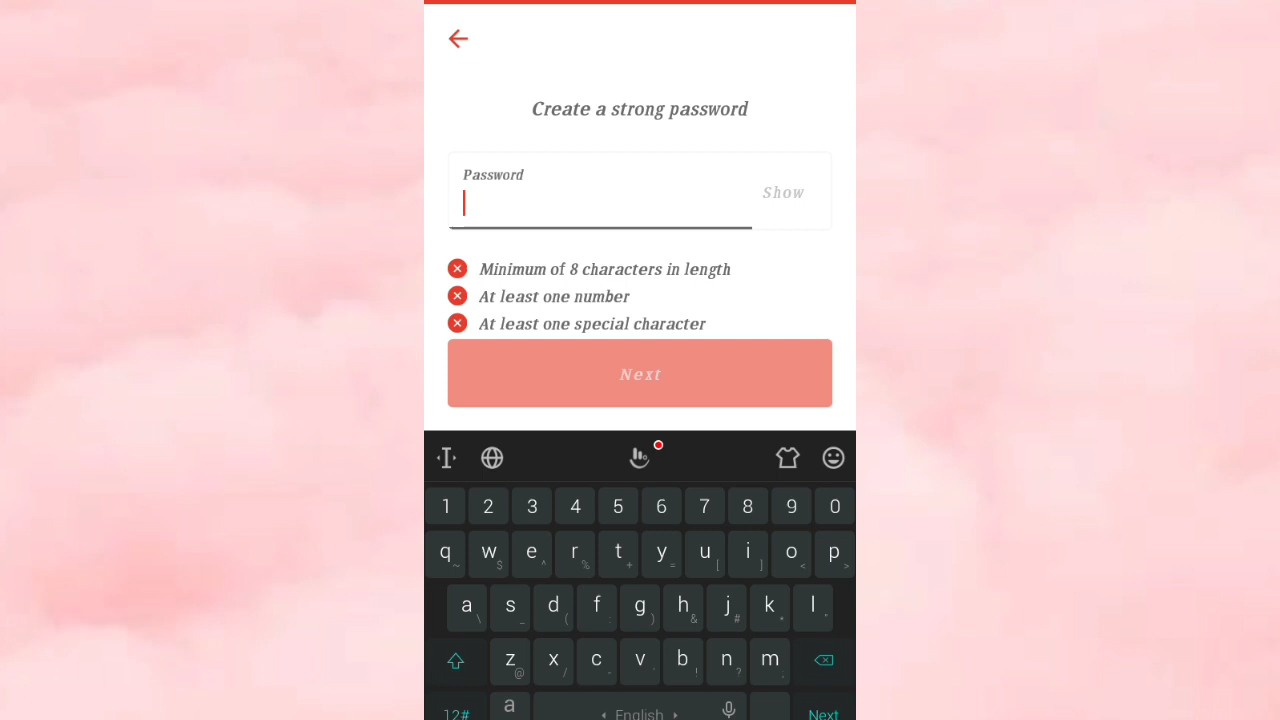 Create a strong password
Password
Show
Minimum of 8 characters in length
At least one number
At least one special character
Next
1 2 3 4 5 6 7 8 9 0
q w e r t y u i o p
~ $ ^ % + = [ ] < >
a s d f g h j k l
\ _ ( : ) & # * "
z x c v b n m
@ / - ' ! ? .
12# a English Next